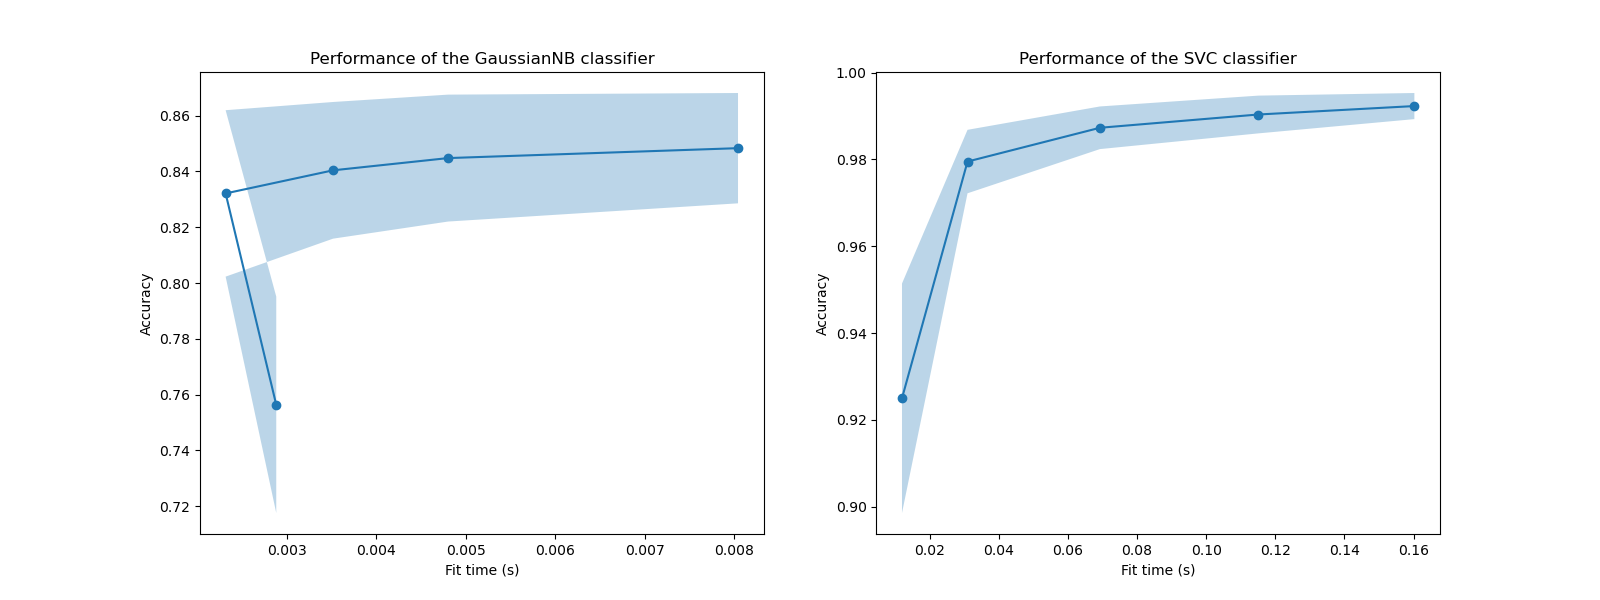 Performance of the GaussianNB classifier
0.86
0.84
0.82
0.80
0.78
0.76
0.74
0.72
Accuracy
0.003 0.004 0.005 0.006 0.007 0.008
Fit time (s)
Performance of the SVC classifier
1.00
0.98
0.96
0.94
0.92
0.90
Accuracy
0.02 0.04 0.06 0.08 0.10 0.12 0.14 0.16
Fit time (s)